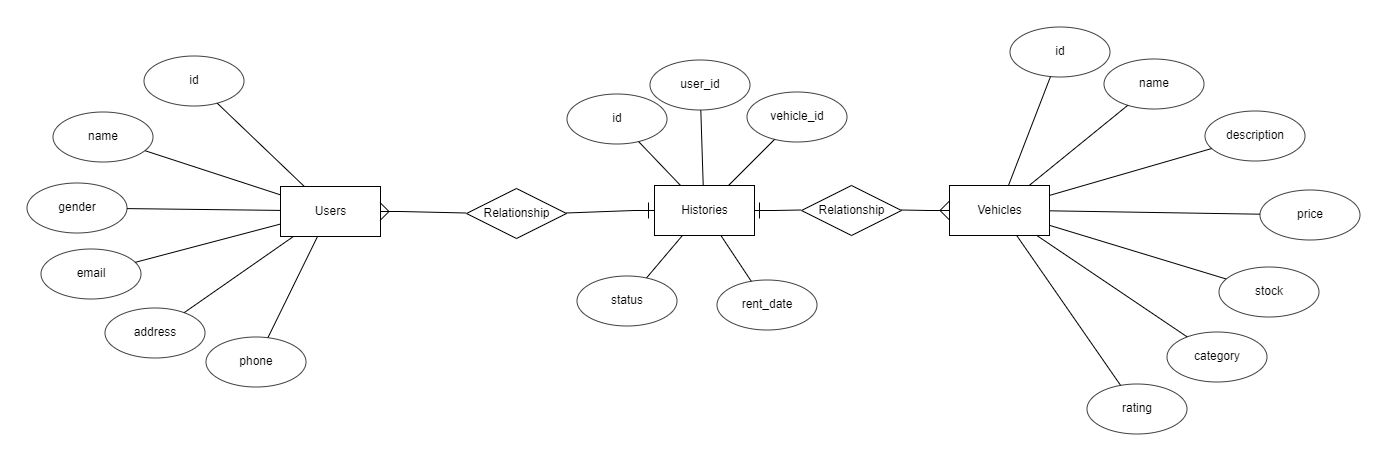 id
name
gender
email
address
phone
Users
Relationship
id
user_id
vehicle_id
Histories
status
rent_date
Relationship
Vehicles
id
name
description
price
stock
category
rating